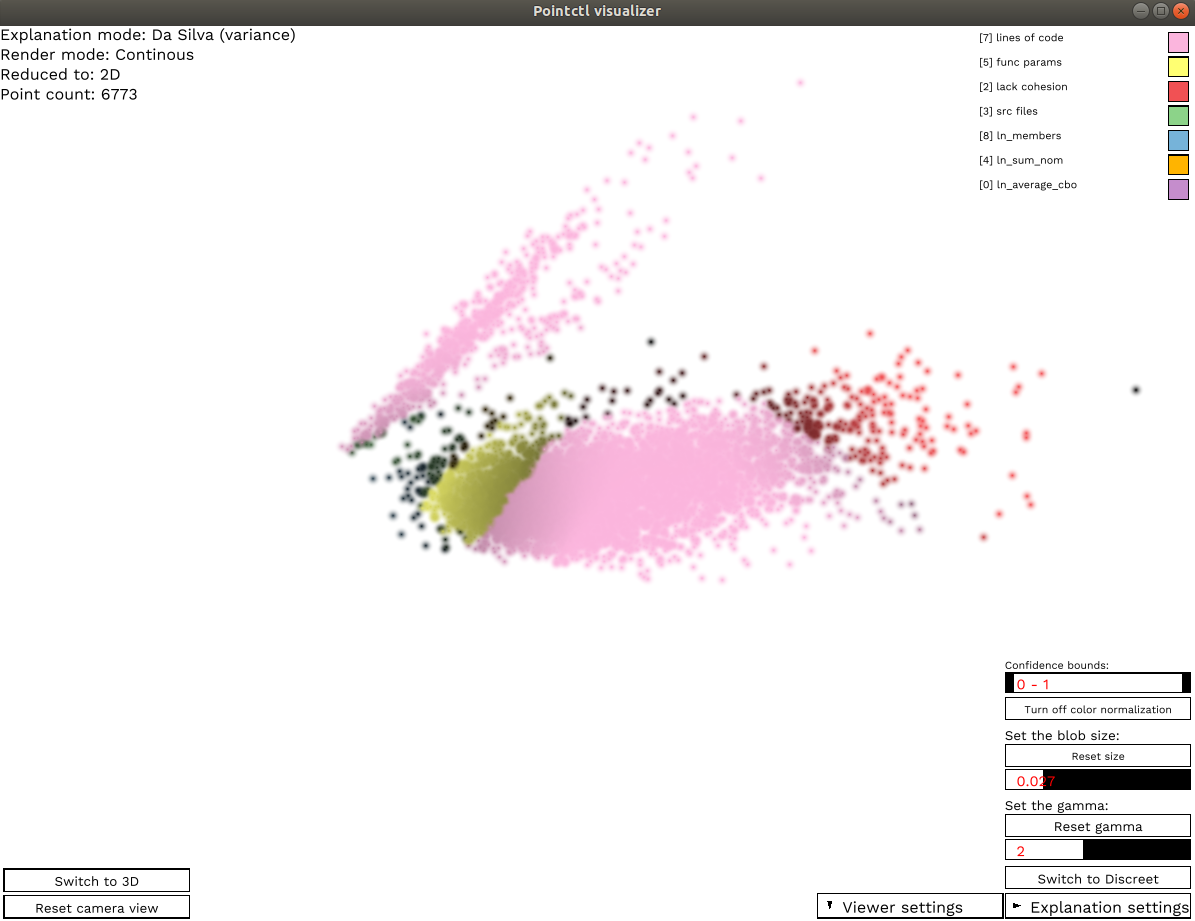 Pointctl visualizer
Explanation mode: Da Silva (variance)
Render mode: Continous
Reduced to: 2D
Point count: 6773
[7] lines of code
[5] func params
[2] lack cohesion
[3] src files
[8] ln_members
[4] ln_sum_nom
[0] ln_average_cbo
Confidence bounds:
0 - 1
Turn off color normalization
Set the blob size:
Reset size
0.027
Set the gamma:
Reset gamma
2
Switch to Discreet
Switch to 3D
Reset camera view
Viewer settings
Explanation settings